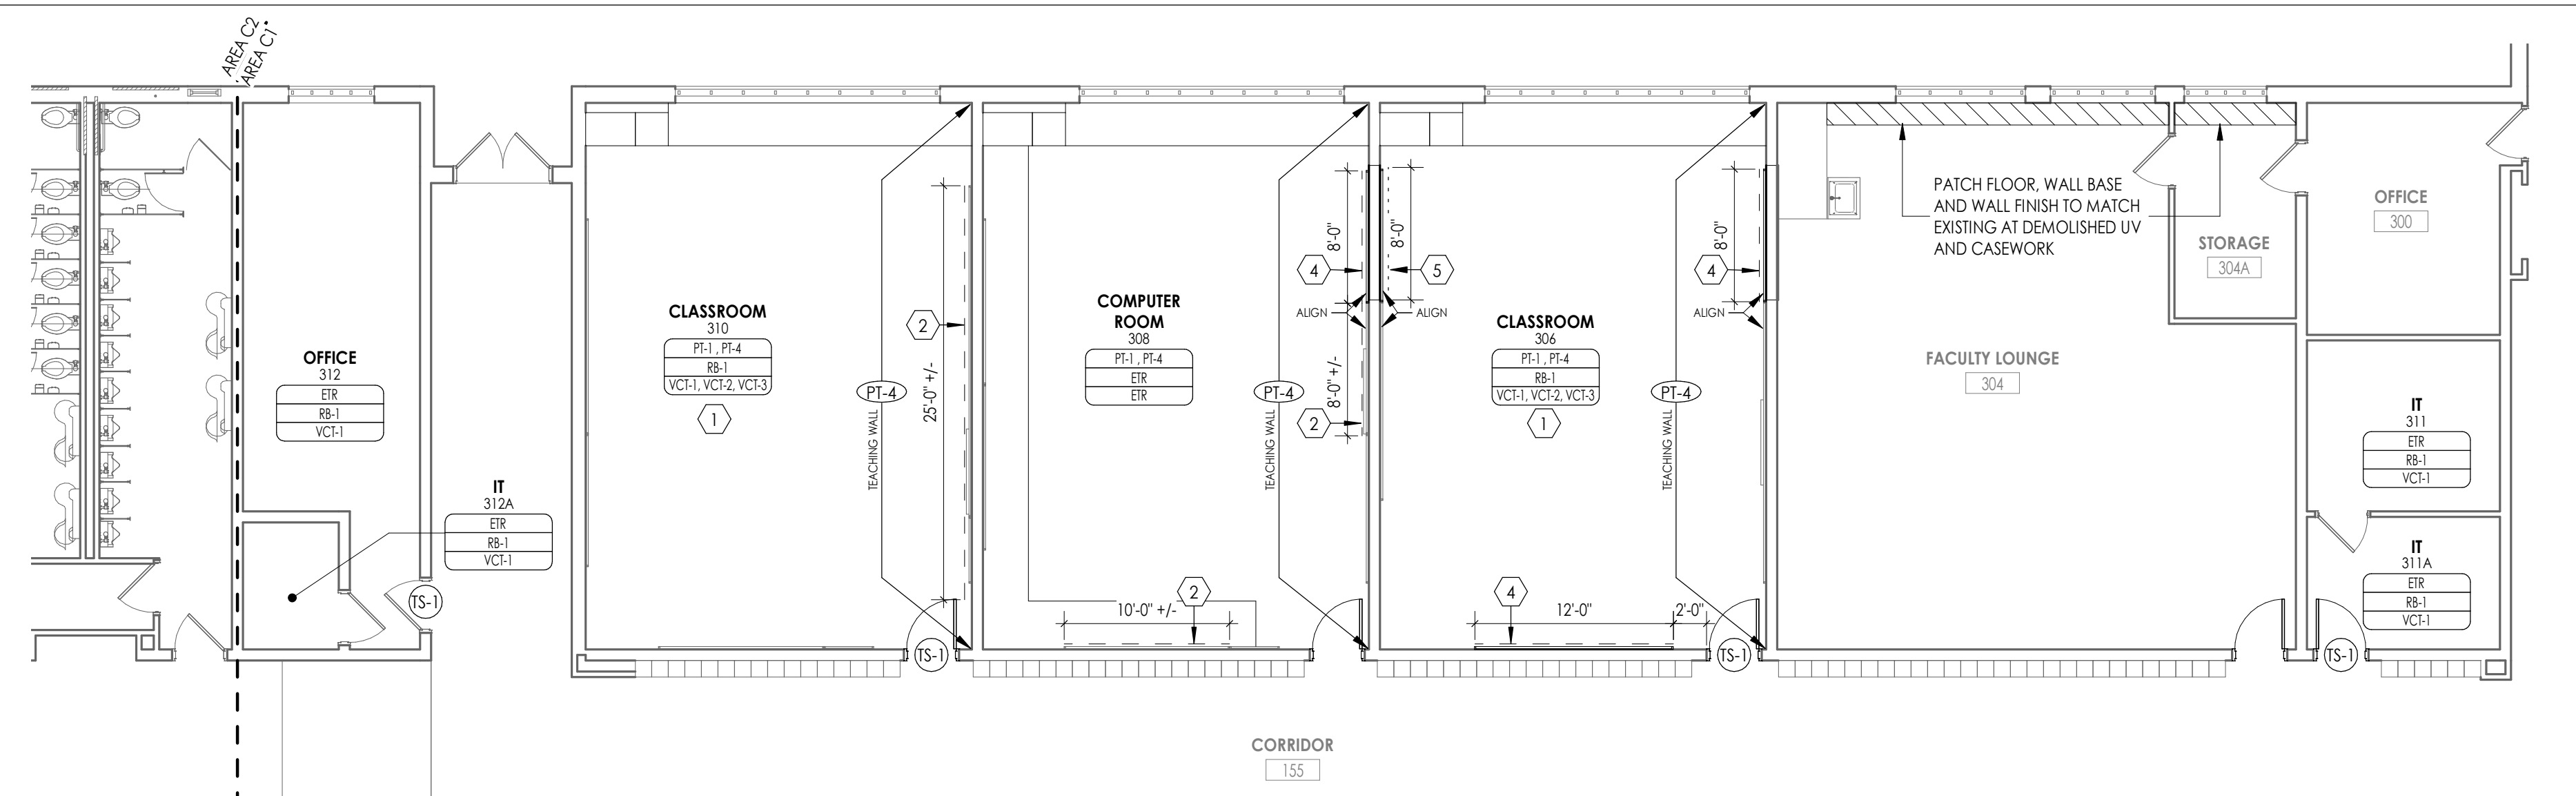 AREA C2
AREA C1
OFFICE
312
ETR
RB-1
VCT-1
IT
312A
ETR
RB-1
VCT-1
TS-1
CLASSROOM
310
PT-1 , PT-4
RB-1
VCT-1, VCT-2, VCT-3
1
PT-4
TEACHING WALL
2
25'-0" +/-
TS-1
COMPUTER
ROOM
308
PT-1 , PT-4
ETR
ETR
2
10'-0" +/-
PT-4
TEACHING WALL
8'-0"
4
ALIGN
8'-0" +/-
2
8'-0"
5
ALIGN
CLASSROOM
306
PT-1 , PT-4
RB-1
VCT-1, VCT-2, VCT-3
1
4
12'-0"
2'-0"
PT-4
TEACHING WALL
8'-0"
4
ALIGN
TS-1
PATCH FLOOR, WALL BASE
AND WALL FINISH TO MATCH
EXISTING AT DEMOLISHED UV
AND CASEWORK
FACULTY LOUNGE
304
STORAGE
304A
OFFICE
300
IT
311
ETR
RB-1
VCT-1
IT
311A
ETR
RB-1
VCT-1
TS-1
CORRIDOR
155